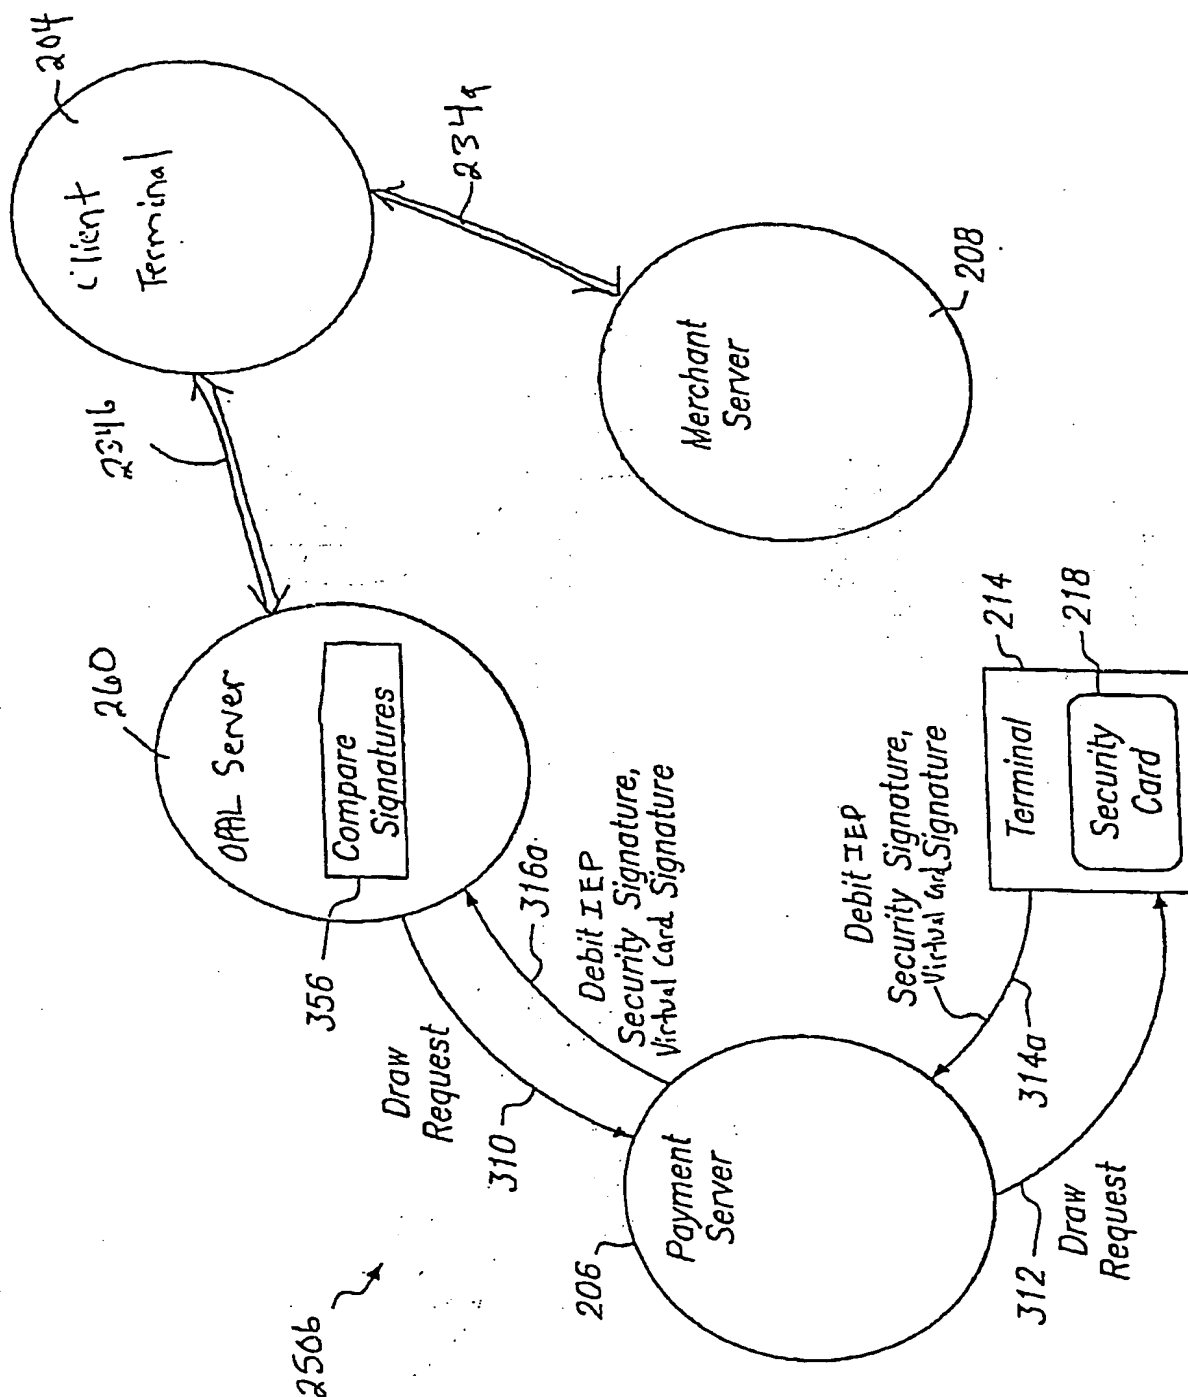 250b
206
Payment
Server
312
Draw
Request
310
Draw
Request
356
316a
Debit IEP
Security Signature,
Virtual Card Signature
314a
Debit IEP
Security Signature,
Virtual Card Signature
260
OPAL Server
Compare
Signatures
Terminal
Security
Card
214
218
234b
Merchant
Server
208
234a
Client
Terminal
204